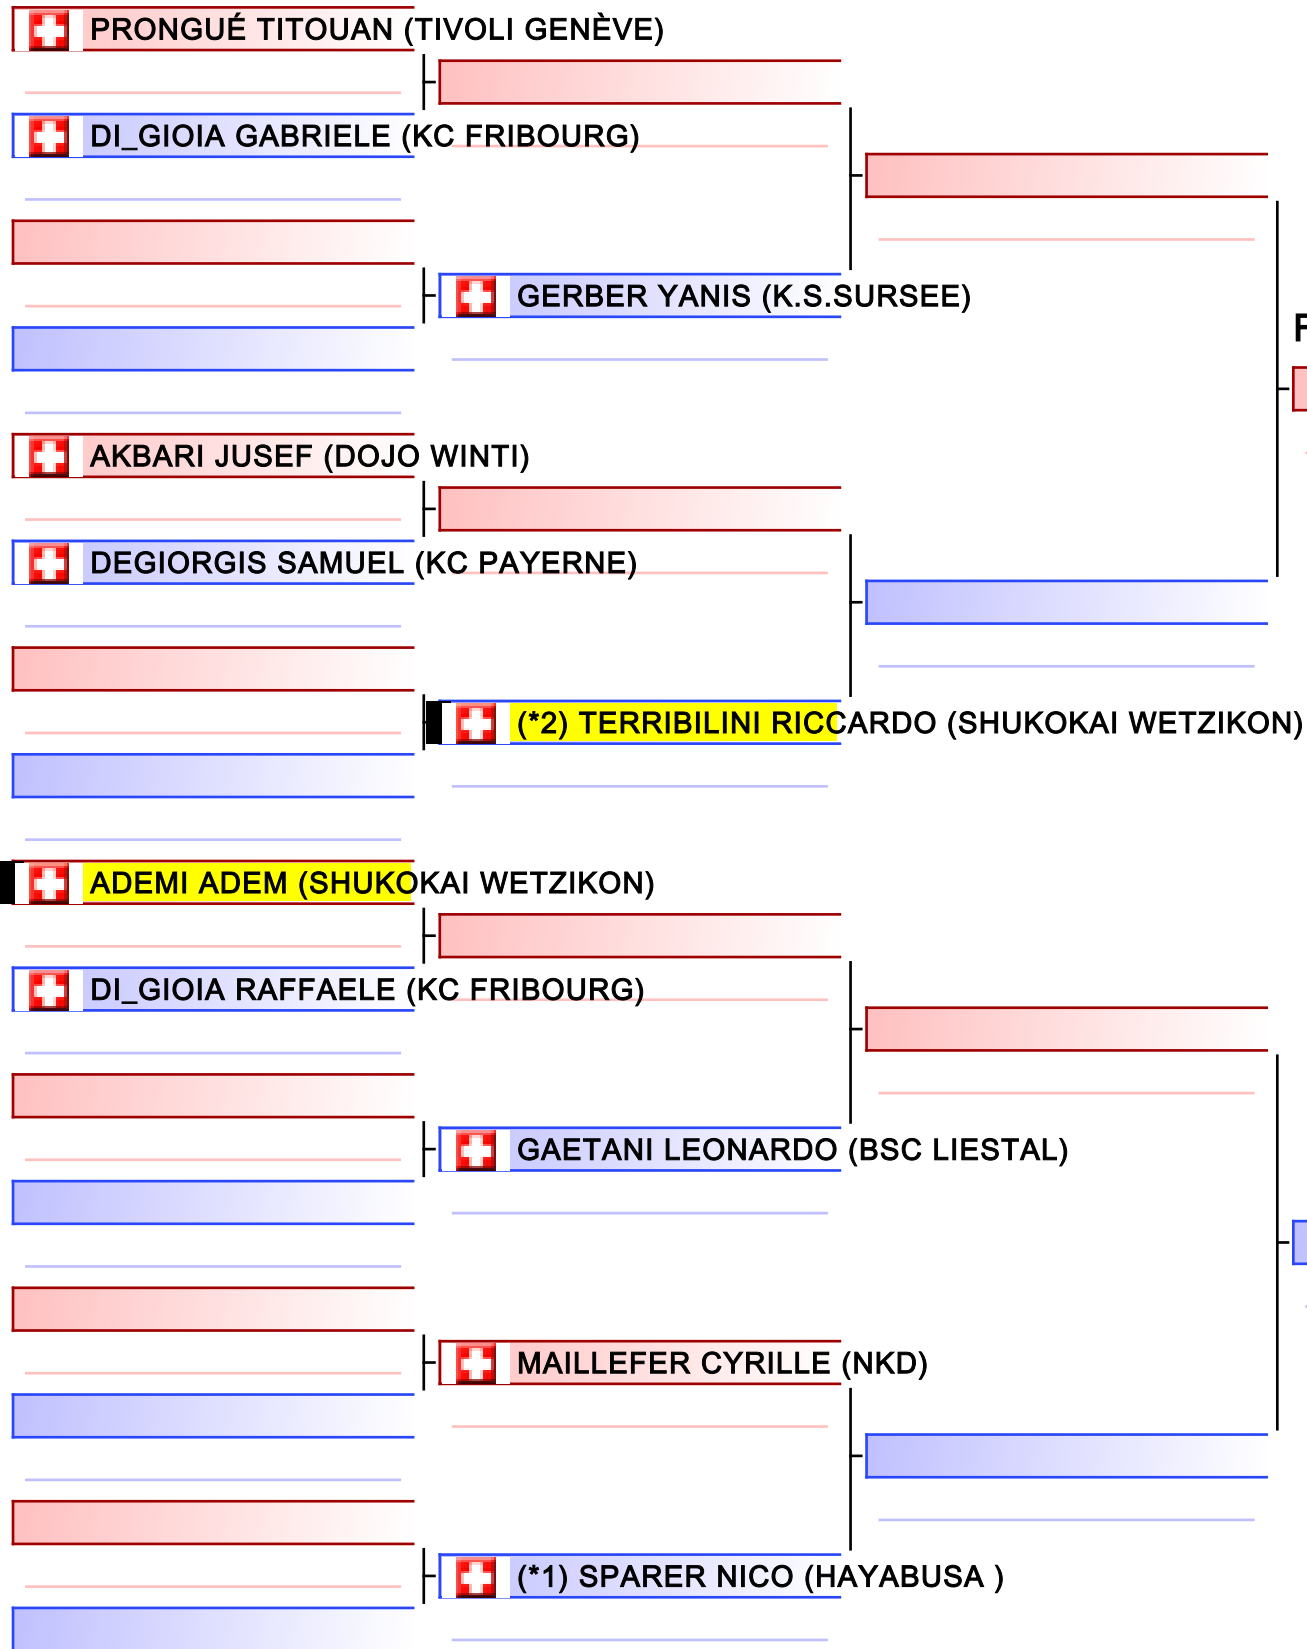 PRONGUÉ TITOUAN (TIVOLI GENÈVE)
DI_GIOIA GABRIELE (KC FRIBOURG)
GERBER YANIS (K.S.SURSEE)
AKBARI JUSEF (DOJO WINTI)
DEGIORGIS SAMUEL (KC PAYERNE)
(*2) TERRIBILINI RICCARDO (SHUKOKAI WETZIKON)
ADEMI ADEM (SHUKOKAI WETZIKON)
DI_GIOIA RAFFAELE (KC FRIBOURG)
GAETANI LEONARDO (BSC LIESTAL)
MAILLEFER CYRILLE (NKD)
(*1) SPARER NICO (HAYABUSA )